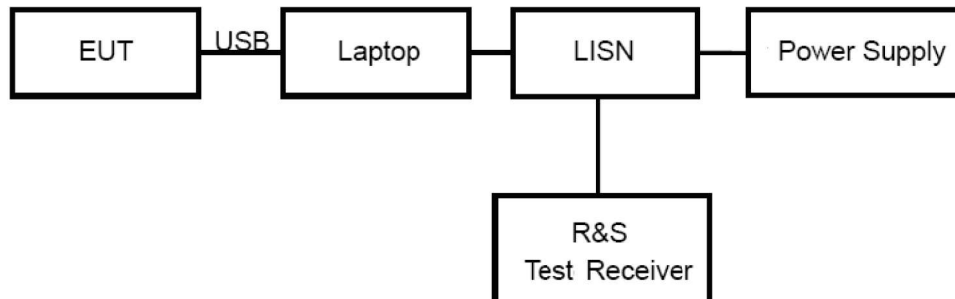 EUT
USB
Laptop
LISN
Power Supply
R&S
Test Receiver